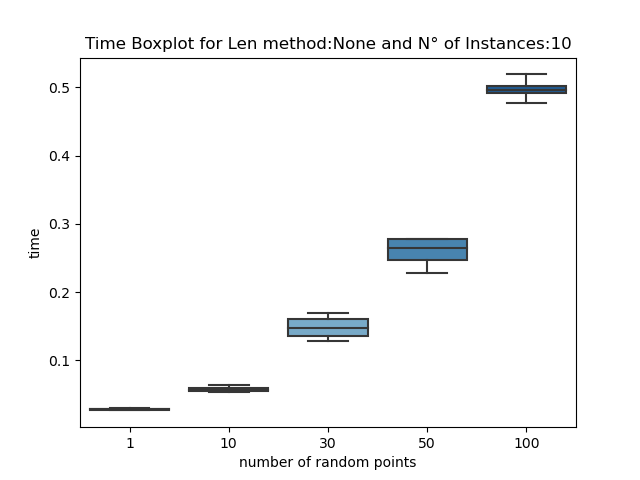 Time Boxplot for Len method:None and N° of Instances:10
0.5
0.4
0.3
0.2
0.1
time
1 10 30 50 100
number of random points